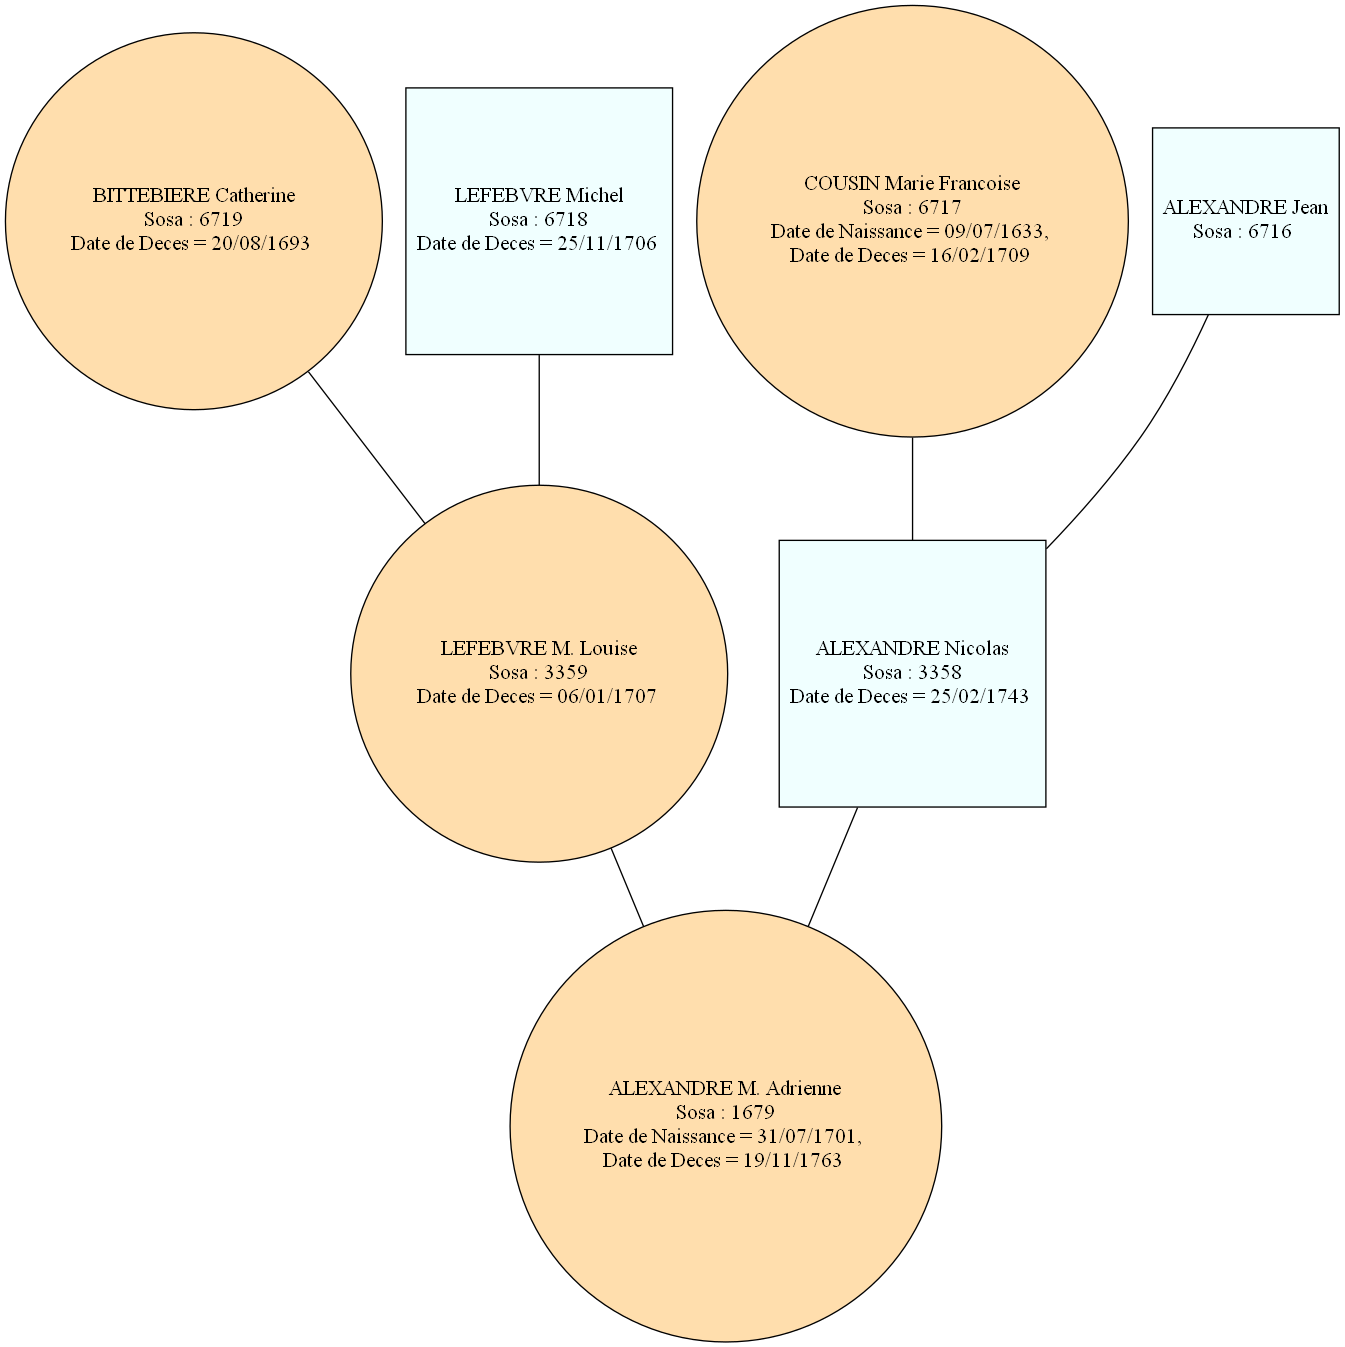 BITTEBIERE Catherine
Sosa : 6719
Date de Deces = 20/08/1693
LEFEBVRE Michel
Sosa : 6718
Date de Deces = 25/11/1706
COUSIN Marie Francoise
Sosa : 6717
Date de Naissance = 09/07/1633,
Date de Deces = 16/02/1709
ALEXANDRE Jean
Sosa : 6716
LEFEBVRE M. Louise
Sosa : 3359
Date de Deces = 06/01/1707
ALEXANDRE Nicolas
Sosa : 3358
Date de Deces = 25/02/1743
ALEXANDRE M. Adrienne
Sosa : 1679
Date de Naissance = 31/07/1701,
Date de Deces = 19/11/1763